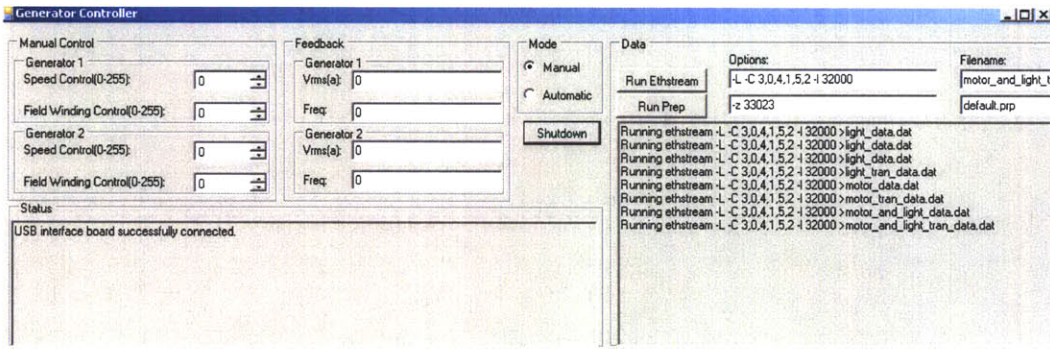 Generator Controller
Manual Control
Generator 1
Speed Control(0-255):
0
Field Winding Control(0-255):
0
Generator 2
Speed Control(0-255):
0
Field Winding Control(0-255):
0
Feedback
Generator 1
Vrms(a):
0
Freq:
0
Generator 2
Vrms(a):
0
Freq:
0
Mode
Manual
Automatic
Shutdown
Data
Options:
Filename:
Run Ethstream
-L -C 3,0,4,1,5,2 -l 32000
motor_and_light_t
Run Prep
-z 33023
default.prp
Running ethstream -L -C 3,0,4,1,5,2 -l 32000 >light_data.dat
Running ethstream -L -C 3,0,4,1,5,2 -l 32000 >light_data.dat
Running ethstream -L -C 3,0,4,1,5,2 -l 32000 >light_data.dat
Running ethstream -L -C 3,0,4,1,5,2 -l 32000 >light_tran_data.dat
Running ethstream -L -C 3,0,4,1,5,2 -l 32000 >motor_data.dat
Running ethstream -L -C 3,0,4,1,5,2 -l 32000 >motor_tran_data.dat
Running ethstream -L -C 3,0,4,1,5,2 -l 32000 >motor_and_light_data.dat
Running ethstream -L -C 3,0,4,1,5,2 -l 32000 >motor_and_light_tran_data.dat
Status
USB interface board successfully connected.